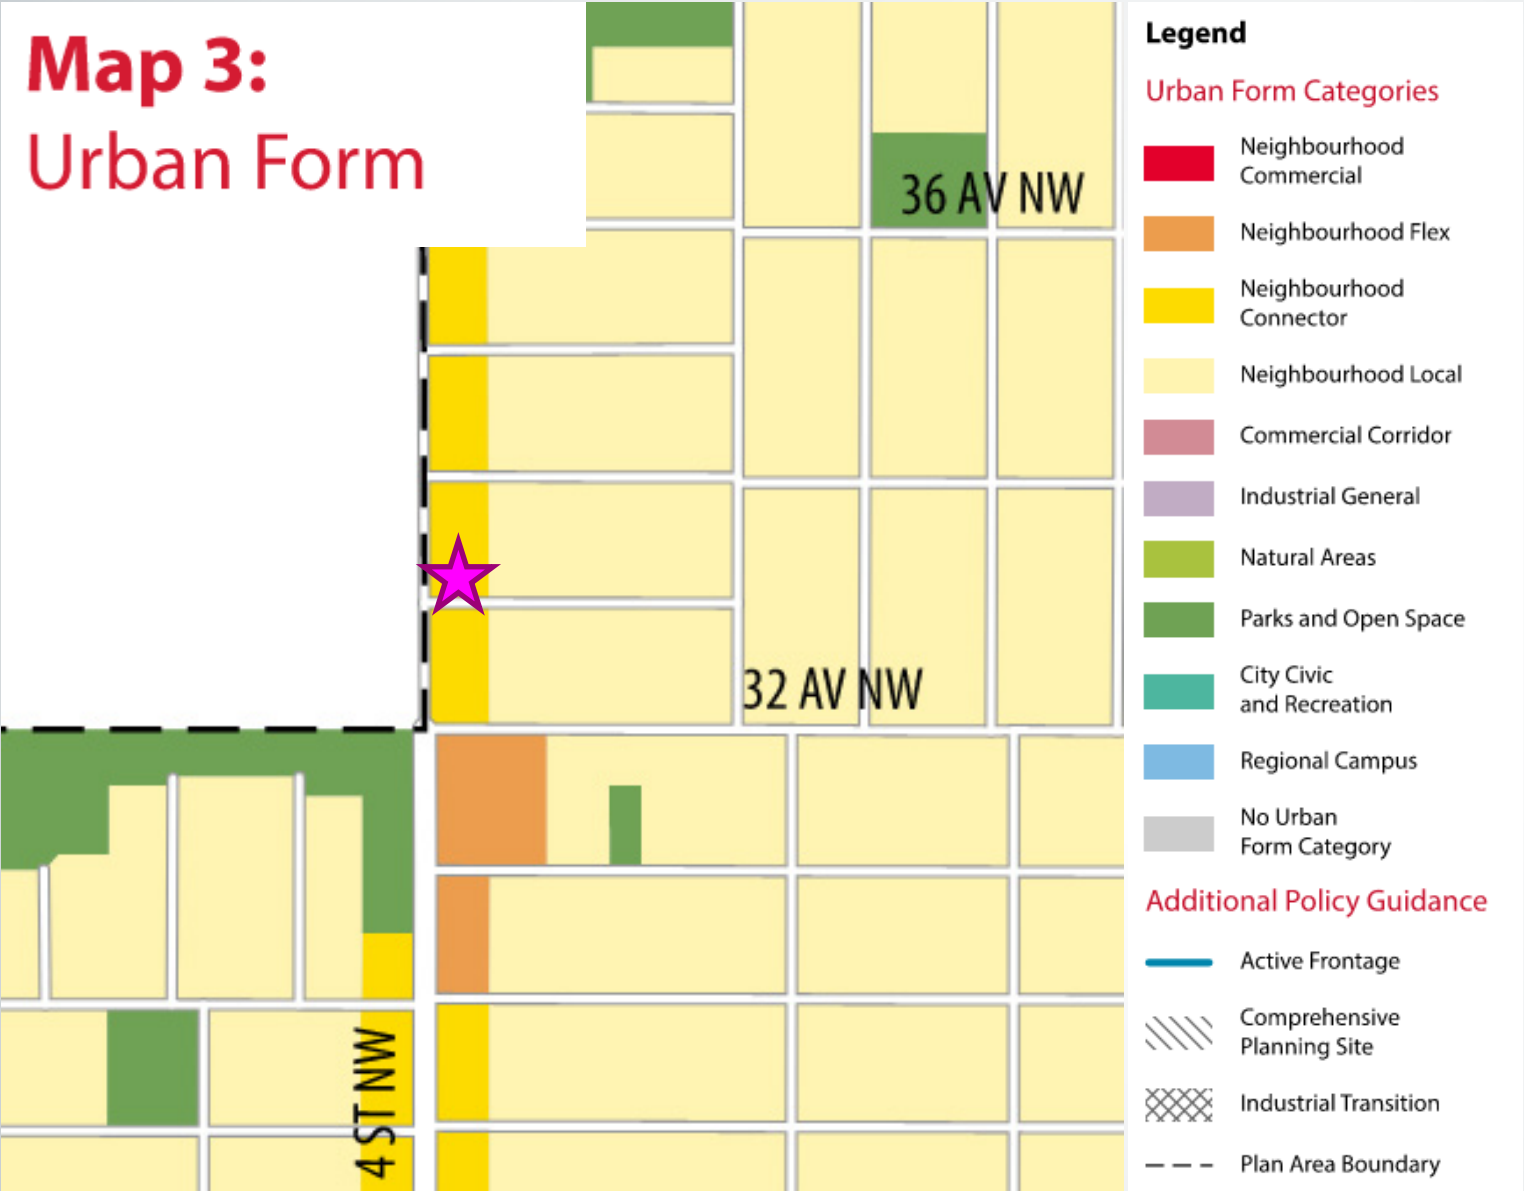 Map 3:
Urban Form
36 AV NW
32 AV NW
4 ST NW
Legend
Urban Form Categories
Neighbourhood
Commercial
Neighbourhood Flex
Neighbourhood
Connector
Neighbourhood Local
Commercial Corridor
Industrial General
Natural Areas
Parks and Open Space
City Civic
and Recreation
Regional Campus
No Urban
Form Category
Additional Policy Guidance
Active Frontage
Comprehensive
Planning Site
Industrial Transition
Plan Area Boundary